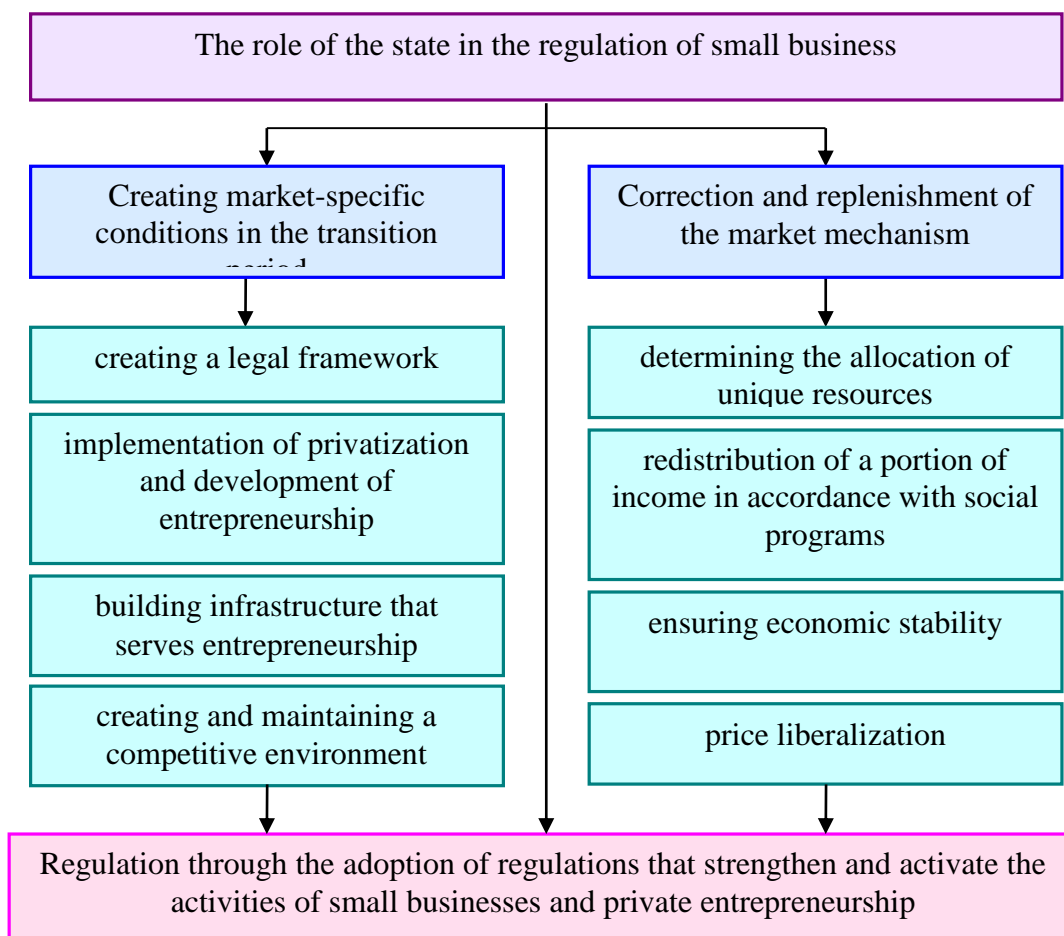 The role of the state in the regulation of small business
Creating market-specific
conditions in the transition
period
Correction and replenishment of
the market mechanism
creating a legal framework
implementation of privatization
and development of
entrepreneurship
building infrastructure that
serves entrepreneurship
creating and maintaining a
competitive environment
determining the allocation of
unique resources
redistribution of a portion of
income in accordance with social
programs
ensuring economic stability
price liberalization
Regulation through the adoption of regulations that strengthen and activate the
activities of small businesses and private entrepreneurship